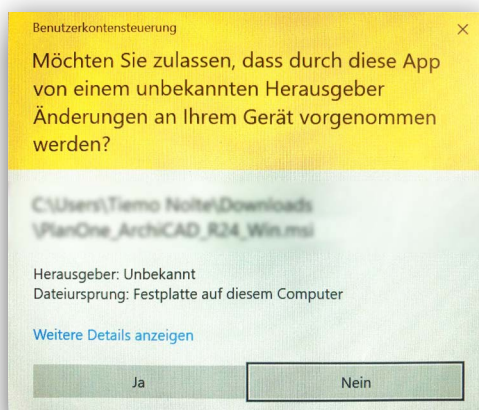 Benutzerkontensteuerung
Möchten Sie zulassen, dass durch diese App
von einem unbekannten Herausgeber
Änderungen an Ihrem Gerät vorgenommen
werden?
C:\Users\Tiemo Nolte\Downloads
\PlanOne_ArchiCAD_R24_Win.msi
Herausgeber: Unbekannt
Dateiursprung: Festplatte auf diesem Computer
Weitere Details anzeigen
Ja
Nein